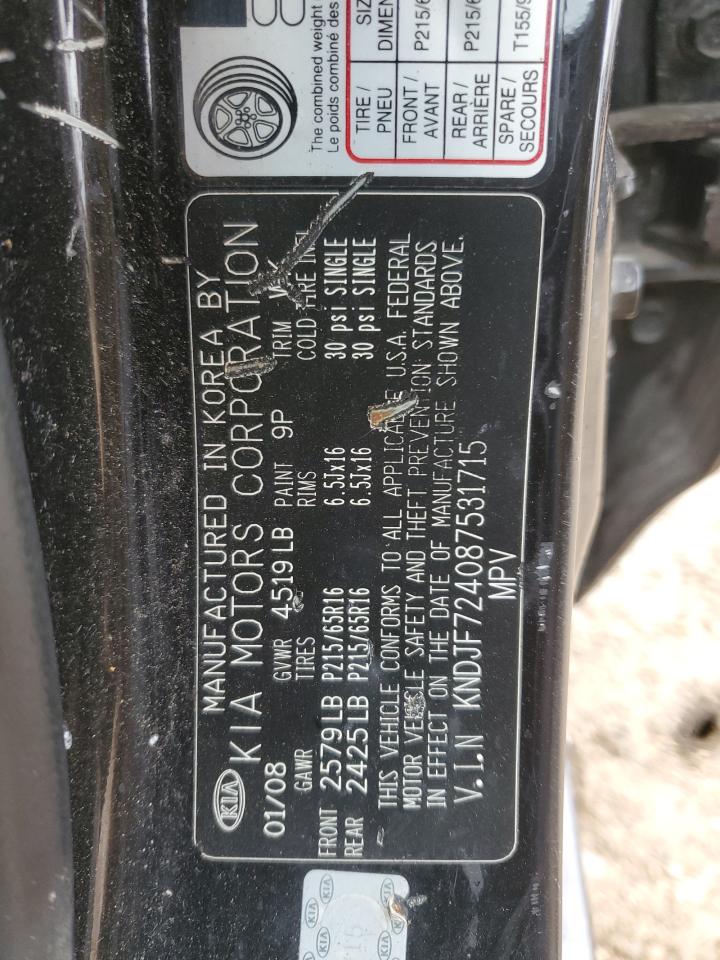 MANUFACTURED IN KOREA BY
KIA MOTORS CORPORATION
KIA
01/08 GVWR 4519 LB PAINT 9P TRIM
GAWR TIRES RIMS COLD
FRONT 2579 LB P215/65R16 6.5Jx16 30 psi SINGLE
REAR 2425 LB P215/65R16 6.5Jx16 30 psi SINGLE
THIS VEHICLE CONFORMS TO ALL APPLICABLE U.S.A. FEDERAL
MOTOR VEHICLE SAFETY AND THEFT PREVENTION STANDARDS
IN EFFECT ON THE DATE OF MANUFACTURE SHOWN ABOVE.
V.I.N KNDJF724087531715
MPV
The combined weight
Le poids combiné des
TIRE / SIZ
PNEU DIMEN
FRONT / P215/6
AVANT
REAR / P215/6
ARRIÈRE
SPARE / T155/9
SECOURS
KIA
KIA
KIA